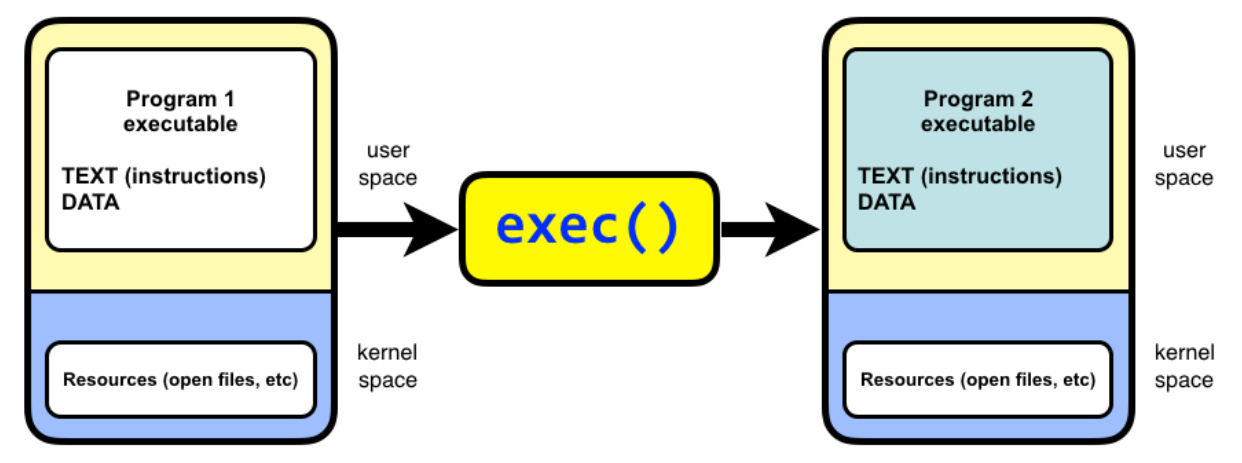 Program 1
executable
TEXT (instructions)
DATA
user
space
Resources (open files, etc)
kernel
space
exec()
Program 2
executable
TEXT (instructions)
DATA
user
space
Resources (open files, etc)
kernel
space